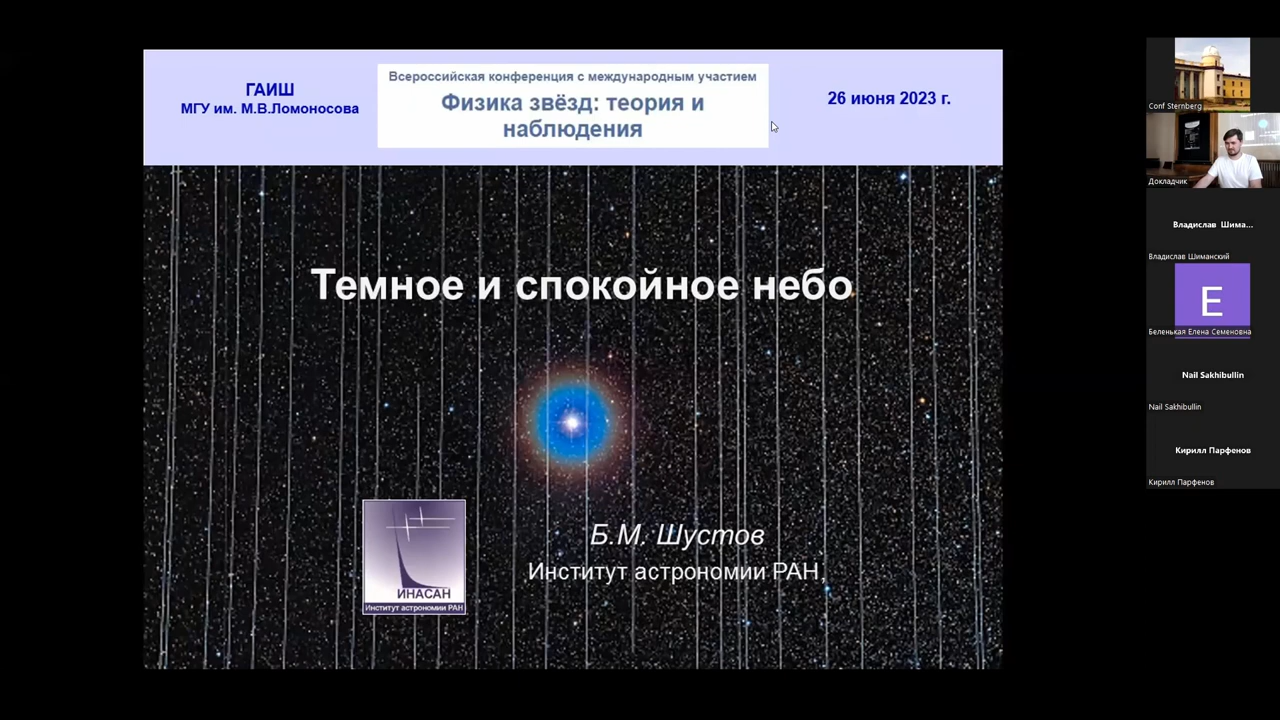 ГАИШ
МГУ им. М.В.Ломоносова
Всероссийская конференция с международным участием
Физика звёзд: теория и
наблюдения
26 июня 2023 г.
Темное и спокойное небо
ИНАСАН
Институт астрономии РАН
Б.М. Шустов
Институт астрономии РАН,
Conf Sternberg
Докладчик
Владислав Шима...
Владислав Шиманский
E
Беленькая Елена Семеновна
Nail Sakhibullin
Nail Sakhibullin
Кирилл Парфенов
Кирилл Парфенов